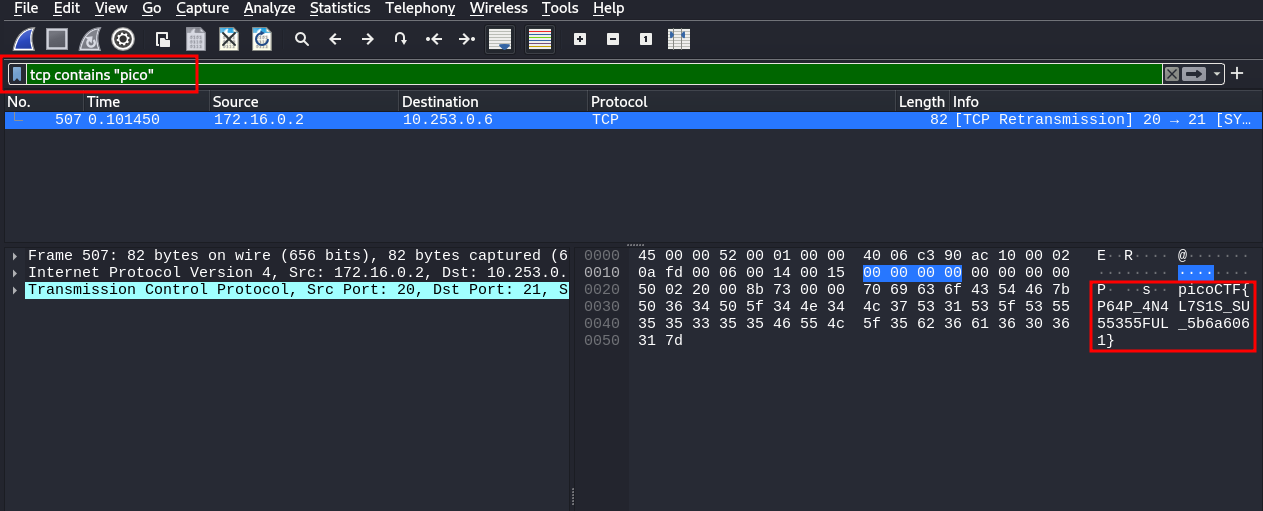 File Edit View Go Capture Analyze Statistics Telephony Wireless Tools Help
tcp contains "pico"
No. Time Source Destination Protocol Length Info
507 0.101450 172.16.0.2 10.253.0.6 TCP 82 [TCP Retransmission] 20 → 21 [SY…
Frame 507: 82 bytes on wire (656 bits), 82 bytes captured (6
Internet Protocol Version 4, Src: 172.16.0.2, Dst: 10.253.0.
Transmission Control Protocol, Src Port: 20, Dst Port: 21, S
0000 45 00 00 52 00 01 00 00 40 06 c3 90 ac 10 00 02 E··R····@·······
0010 0a fd 00 06 00 14 00 15 00 00 00 00 00 00 00 00 ················
0020 50 02 20 00 8b 73 00 00 70 69 63 6f 43 54 46 7b P· ··s··picoCTF{
0030 50 36 34 50 5f 34 4e 34 4c 37 53 31 53 5f 53 55 P64P_4N4L7S1S_SU
0040 35 35 33 35 35 46 55 4c 5f 35 62 36 61 36 30 36 55355FUL_5b6a606
0050 31 7d 1}